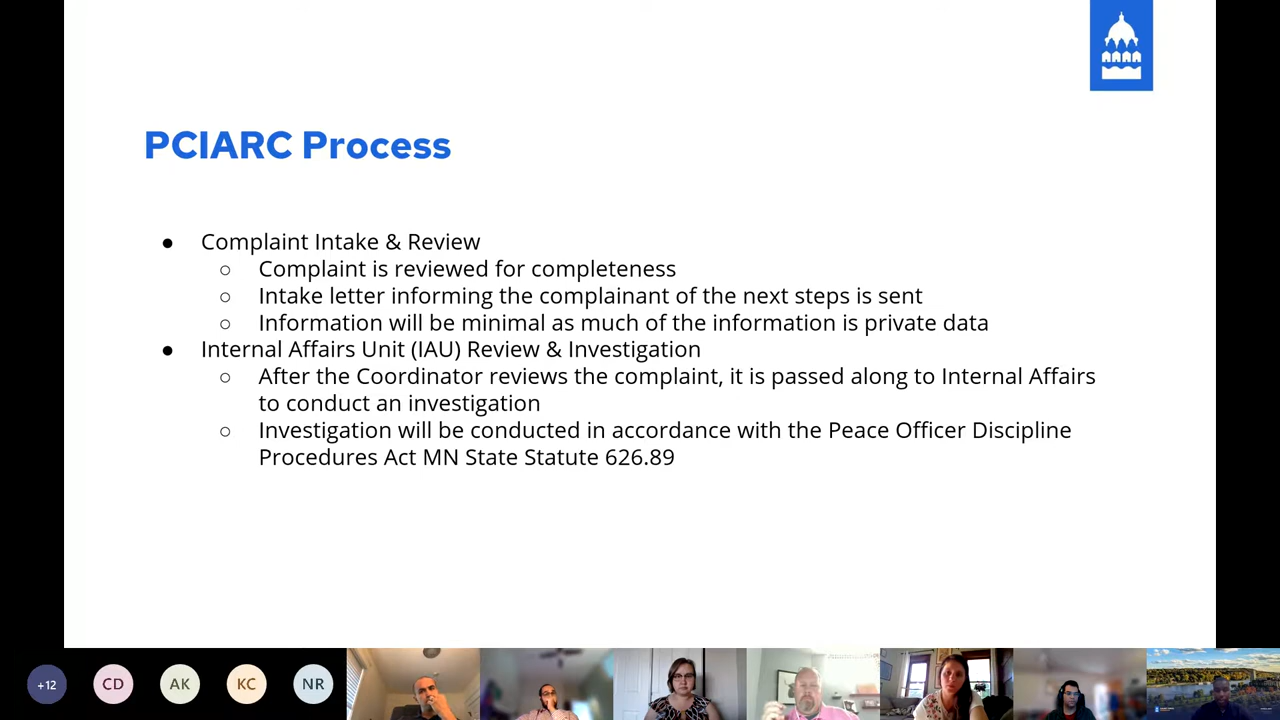 PCIARC Process
● Complaint Intake & Review
○ Complaint is reviewed for completeness
○ Intake letter informing the complainant of the next steps is sent
○ Information will be minimal as much of the information is private data
● Internal Affairs Unit (IAU) Review & Investigation
○ After the Coordinator reviews the complaint, it is passed along to Internal Affairs
to conduct an investigation
○ Investigation will be conducted in accordance with the Peace Officer Discipline
Procedures Act MN State Statute 626.89
+12 CD AK KC NR